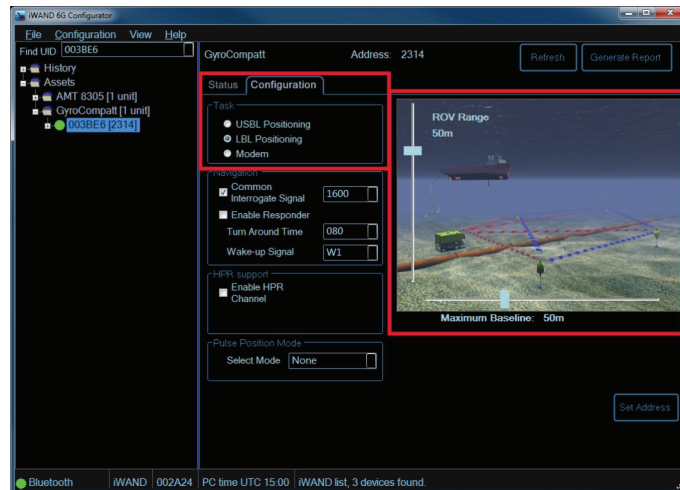 iWAND 6G Configurator
File Configuration View Help
Find UID 003BE6
History
Assets
AMT 8305 [1 unit]
GyroCompatt [1 unit]
003BE6 [2314]
GyroCompatt Address: 2314 Refresh Generate Report
Status Configuration
Task
USBL Positioning
LBL Positioning
Modem
Navigation
Common
Interrogate Signal 1600
Enable Responder
Turn Around Time 080
Wake-up Signal W1
HPR support
Enable HPR
Channel
Pulse Position Mode
Select Mode None
ROV Range
50m
Maximum Baseline: 50m
Set Address
Bluetooth iWAND 002A24 PC time UTC 15:00 iWAND list, 3 devices found.